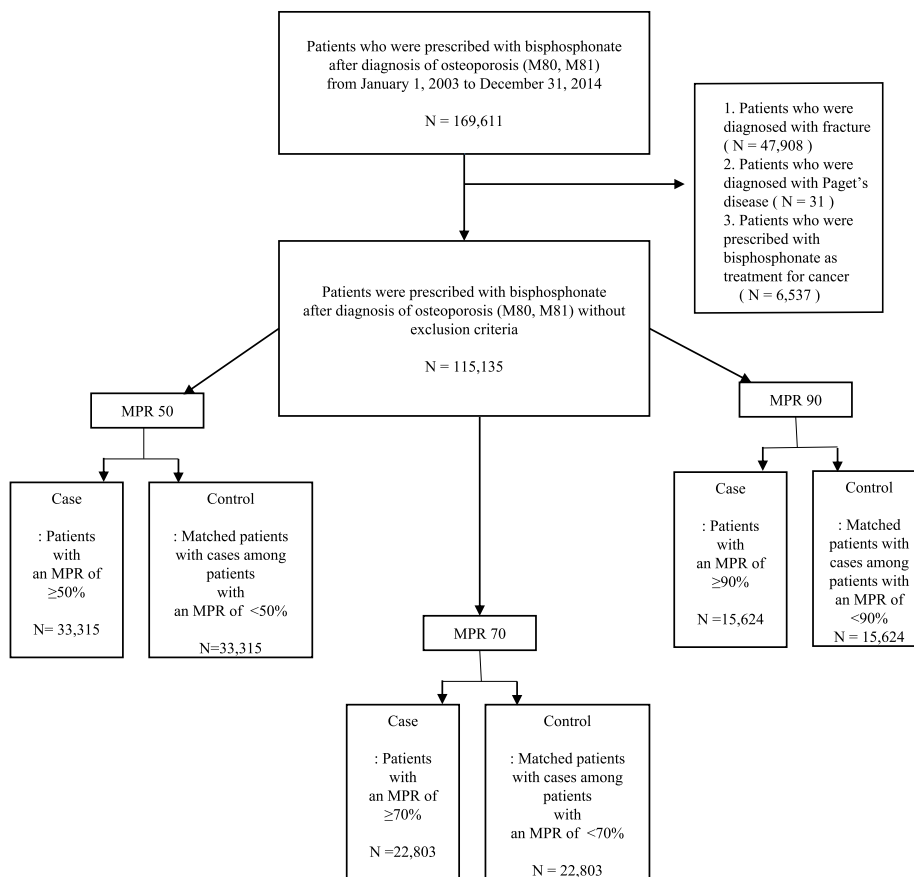 Patients who were prescribed with bisphosphonate
after diagnosis of osteoporosis (M80, M81)
from January 1, 2003 to December 31, 2014
N = 169,611
1. Patients who were
diagnosed with fracture
( N = 47,908)
2. Patients who were
diagnosed with Paget's
disease ( N = 31 )
3. Patients who were
prescribed with
bisphosphonate as
treatment for cancer
( N = 6,537 )
Patients were prescribed with bisphosphonate
after diagnosis of osteoporosis (M80, M81) without
exclusion criteria
N = 115,135
MPR 50
Case
: Patients
with
an MPR of
≥50%
N= 33,315
Control
: Matched patients
with cases among
patients
with
an MPR of <50%
N=33,315
MPR 70
Case
: Patients
with
an MPR of
≥70%
N =22,803
Control
: Matched patients
with cases among
patients
with
an MPR of <70%
N = 22,803
MPR 90
Case
: Patients
with
an MPR of
≥90%
N =15,624
Control
: Matched
patients with
cases among
patients with
an MPR of
<90%
N = 15,624